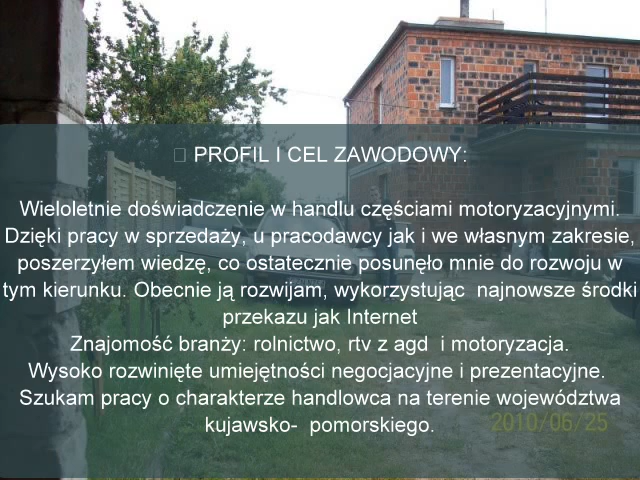 PROFIL I CEL ZAWODOWY:
Wieloletnie doświadczenie w handlu częściami motoryzacyjnymi.
Dzięki pracy w sprzedaży, u pracodawcy jak i we własnym zakresie,
poszerzyłem wiedzę, co ostatecznie posunęło mnie do rozwoju w
tym kierunku. Obecnie ją rozwijam, wykorzystując  najnowsze środki
przekazu jak Internet
Znajomość branży: rolnictwo, rtv z agd  i motoryzacja.
Wysoko rozwinięte umiejętności negocjacyjne i prezentacyjne.
Szukam pracy o charakterze handlowca na terenie województwa
kujawsko-  pomorskiego.
2010/06/25